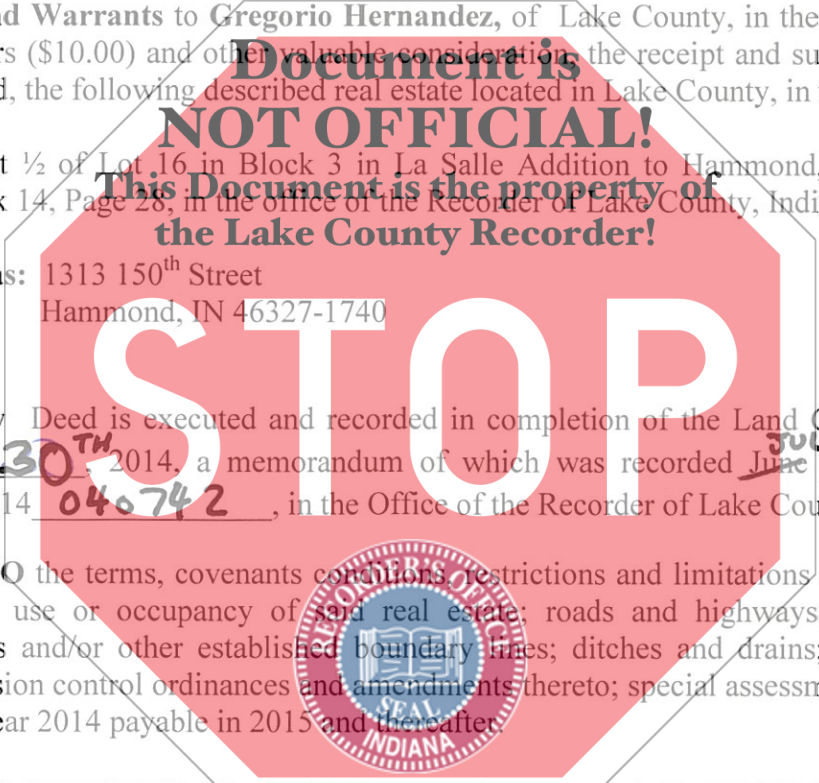 nd Warrants to Gregorio Hernandez, of Lake County, in the
rs ($10.00) and other valuable consideration, the receipt and su
Document is
d, the following described real estate located in Lake County, in
NOT OFFICIAL!
t ½ of Lot 16 in Block 3 in La Salle Addition to Hammond,
This Document is the property of
k 14, Page 28, in the office of the Recorder of Lake County, Indi
the Lake County Recorder!
s: 1313 150th Street
Hammond, IN 46327-1740
STOP
y Deed is executed and recorded in completion of the Land
30TH, 2014, a memorandum of which was recorded June JUL
14 040742, in the Office of the Recorder of Lake Cou
O the terms, covenants conditions, restrictions and limitations
use or occupancy of said real estate; roads and highways
s and/or other established boundary lines; ditches and drains;
sion control ordinances and amendments thereto; special assessm
ar 2014 payable in 2015 and thereafter.
RECORDER'S OFFICE
SEAL
INDIANA